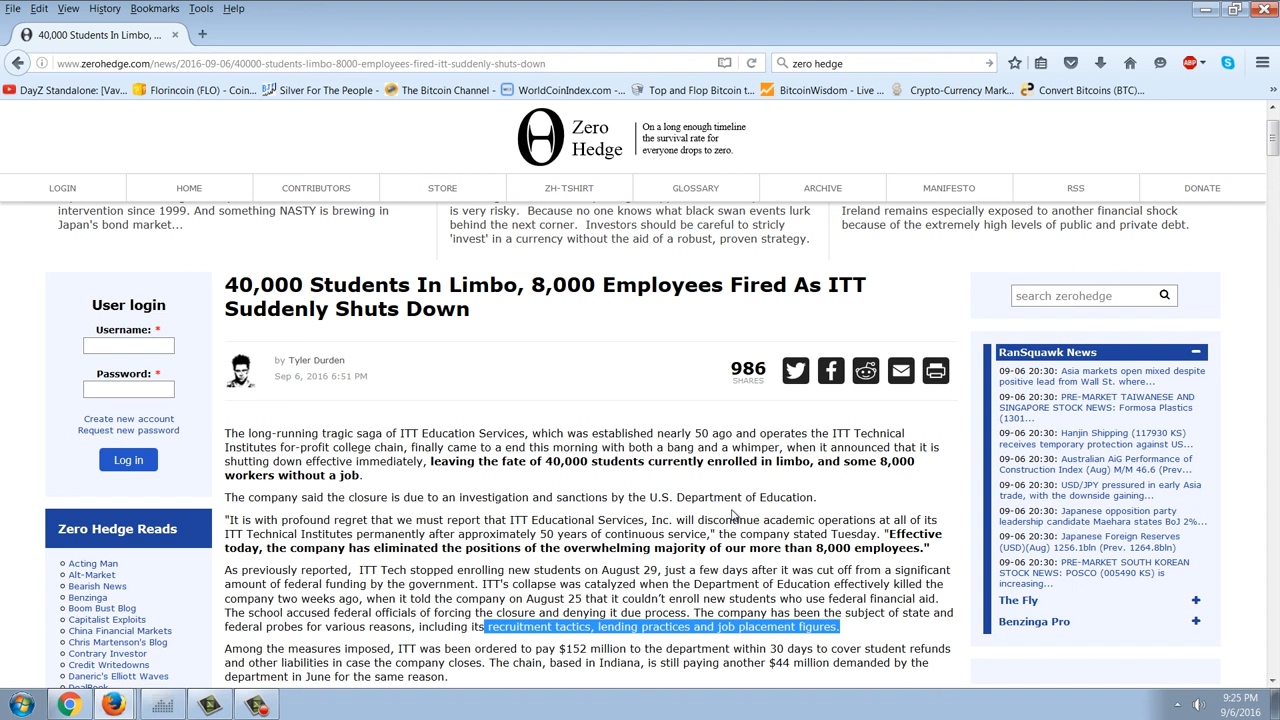 File Edit View History Bookmarks Tools Help
40,000 Students In Limbo, ...
www.zerohedge.com/news/2016-09-06/40000-students-limbo-8000-employees-fired-itt-suddenly-shuts-down
zero hedge
ABP
DayZ Standalone: [Vav... Florincoin (FLO) - Coin... Silver For The People - ... The Bitcoin Channel - ... WorldCoinIndex.com -... Top and Flop Bitcoin t... BitcoinWisdom - Live ... Crypto-Currency Mark... Convert Bitcoins (BTC)...
Zero
Hedge
On a long enough timeline
the survival rate for
everyone drops to zero.
LOGIN HOME CONTRIBUTORS STORE ZH-TSHIRT GLOSSARY ARCHIVE MANIFESTO RSS DONATE
intervention since 1999. And something NASTY is brewing in
Japan's bond market...
is very risky. Because no one knows what black swan events lurk
behind the next corner. Investors should be careful to stricly
'invest' in a currency without the aid of a robust, proven strategy.
Ireland remains especially exposed to another financial shock
because of the extremely high levels of public and private debt.
User login
Username: *
Password: *
Create new account
Request new password
Log in
Zero Hedge Reads
Acting Man
Alt-Market
Bearish News
Benzinga
Boom Bust Blog
Capitalist Exploits
China Financial Markets
Chris Martenson's Blog
Contrary Investor
Credit Writedowns
Daneric's Elliott Waves
DealBook
40,000 Students In Limbo, 8,000 Employees Fired As ITT
Suddenly Shuts Down
by Tyler Durden
Sep 6, 2016 6:51 PM
986
SHARES
The long-running tragic saga of ITT Education Services, which was established nearly 50 ago and operates the ITT Technical
Institutes for-profit college chain, finally came to a end this morning with both a bang and a whimper, when it announced that it is
shutting down effective immediately, leaving the fate of 40,000 students currently enrolled in limbo, and some 8,000
workers without a job.
The company said the closure is due to an investigation and sanctions by the U.S. Department of Education.
"It is with profound regret that we must report that ITT Educational Services, Inc. will discontinue academic operations at all of its
ITT Technical Institutes permanently after approximately 50 years of continuous service," the company stated Tuesday. "Effective
today, the company has eliminated the positions of the overwhelming majority of our more than 8,000 employees."
As previously reported, ITT Tech stopped enrolling new students on August 29, just a few days after it was cut off from a significant
amount of federal funding by the government. ITT's collapse was catalyzed when the Department of Education effectively killed the
company two weeks ago, when it told the company on August 25 that it couldn't enroll new students who use federal financial aid.
The school accused federal officials of forcing the closure and denying it due process. The company has been the subject of state and
federal probes for various reasons, including its recruitment tactics, lending practices and job placement figures.
Among the measures imposed, ITT was been ordered to pay $152 million to the department within 30 days to cover student refunds
and other liabilities in case the company closes. The chain, based in Indiana, is still paying another $44 million demanded by the
department in June for the same reason.
search zerohedge
RanSquawk News
09-06 20:30: Asia markets open mixed despite
positive lead from Wall St. where...
09-06 20:30: PRE-MARKET TAIWANESE AND
SINGAPORE STOCK NEWS: Formosa Plastics
(1301...
09-06 20:30: Hanjin Shipping (117930 KS)
receives temporary protection against US...
09-06 20:30: Australian AiG Performance of
Construction Index (Aug) M/M 46.6 (Prev...
09-06 20:30: USD/JPY pressured in early Asia
trade, with the downside gaining...
09-06 20:30: Japanese opposition party
leadership candidate Maehara states BoJ 2%...
09-06 20:30: Japanese Foreign Reserves
(USD)(Aug) 1256.1bln (Prev. 1264.8bln)
09-06 20:30: PRE-MARKET SOUTH KOREAN
STOCK NEWS: POSCO (005490 KS) is
increasing...
The Fly
Benzinga Pro
9:25 PM
9/6/2016